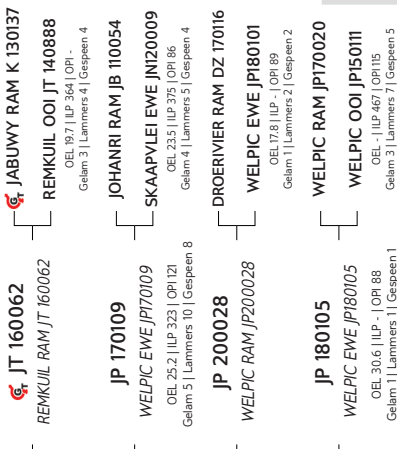 JT 160062
REMKUIL RAM JT 160062
JP 170109
WELPIC EWE JP170109
OEL 25.2 | ILP 323 | OPI 121
Gelam 5 | Lammers 10 | Gespeen 8
JP 200028
WELPIC RAM JP200028
JP 180105
WELPIC EWE JP180105
OEL 30.6 | ILP - | OPI 88
Gelam 1 | Lammers 1 | Gespeen 1
JABUWY RAM K 130137
REMKUIL OOI JT 140888
OEL 19.7 | ILP 364 | OPI -
Gelam 3 | Lammers 4 | Gespeen 4
JOHANRI RAM JB 110054
SKAAPVLEI EWE JN120009
OEL 23.5 | ILP 375 | OPI 86
Gelam 4 | Lammers 5 | Gespeen 4
DROERIVIER RAM DZ 170116
WELPIC EWE JP180101
OEL 17.8 | ILP - | OPI 89
Gelam 1 | Lammers 2 | Gespeen 2
WELPIC RAM JP170020
WELPIC OOI JP150111
OEL - | ILP 467 | OPI 115
Gelam 3 | Lammers 7 | Gespeen 5